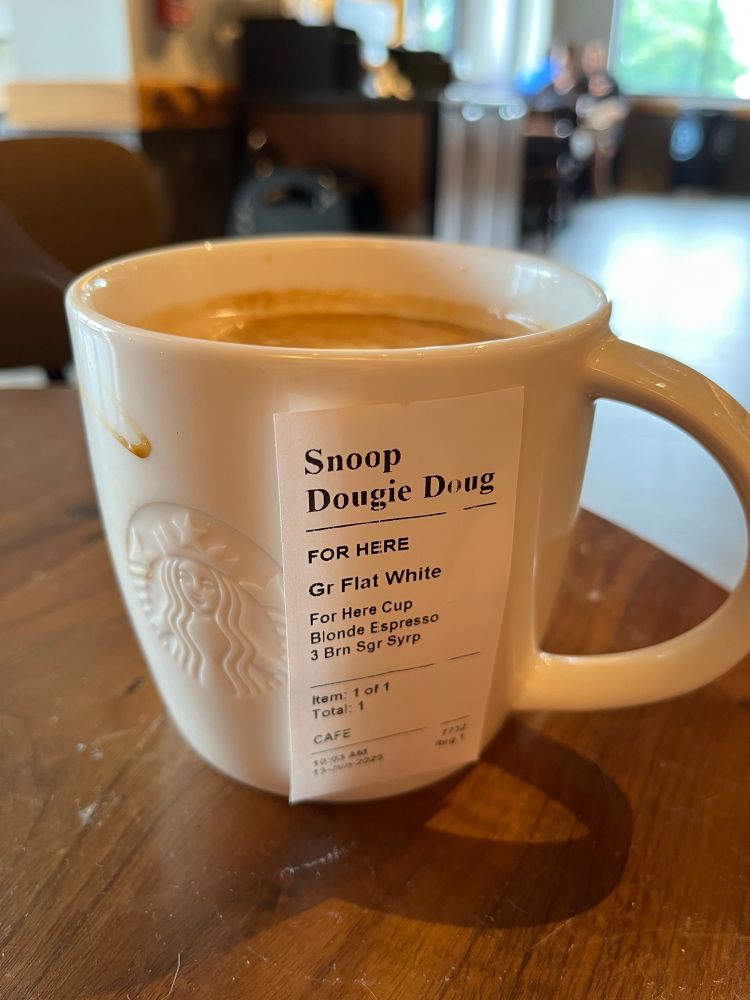 Snoop
Dougie Doug
FOR HERE
Gr Flat White
For Here Cup
Blonde Espresso
3 Brn Sgr Syrp
Item: 1 of 1
Total: 1
CAFE
10:03 AM